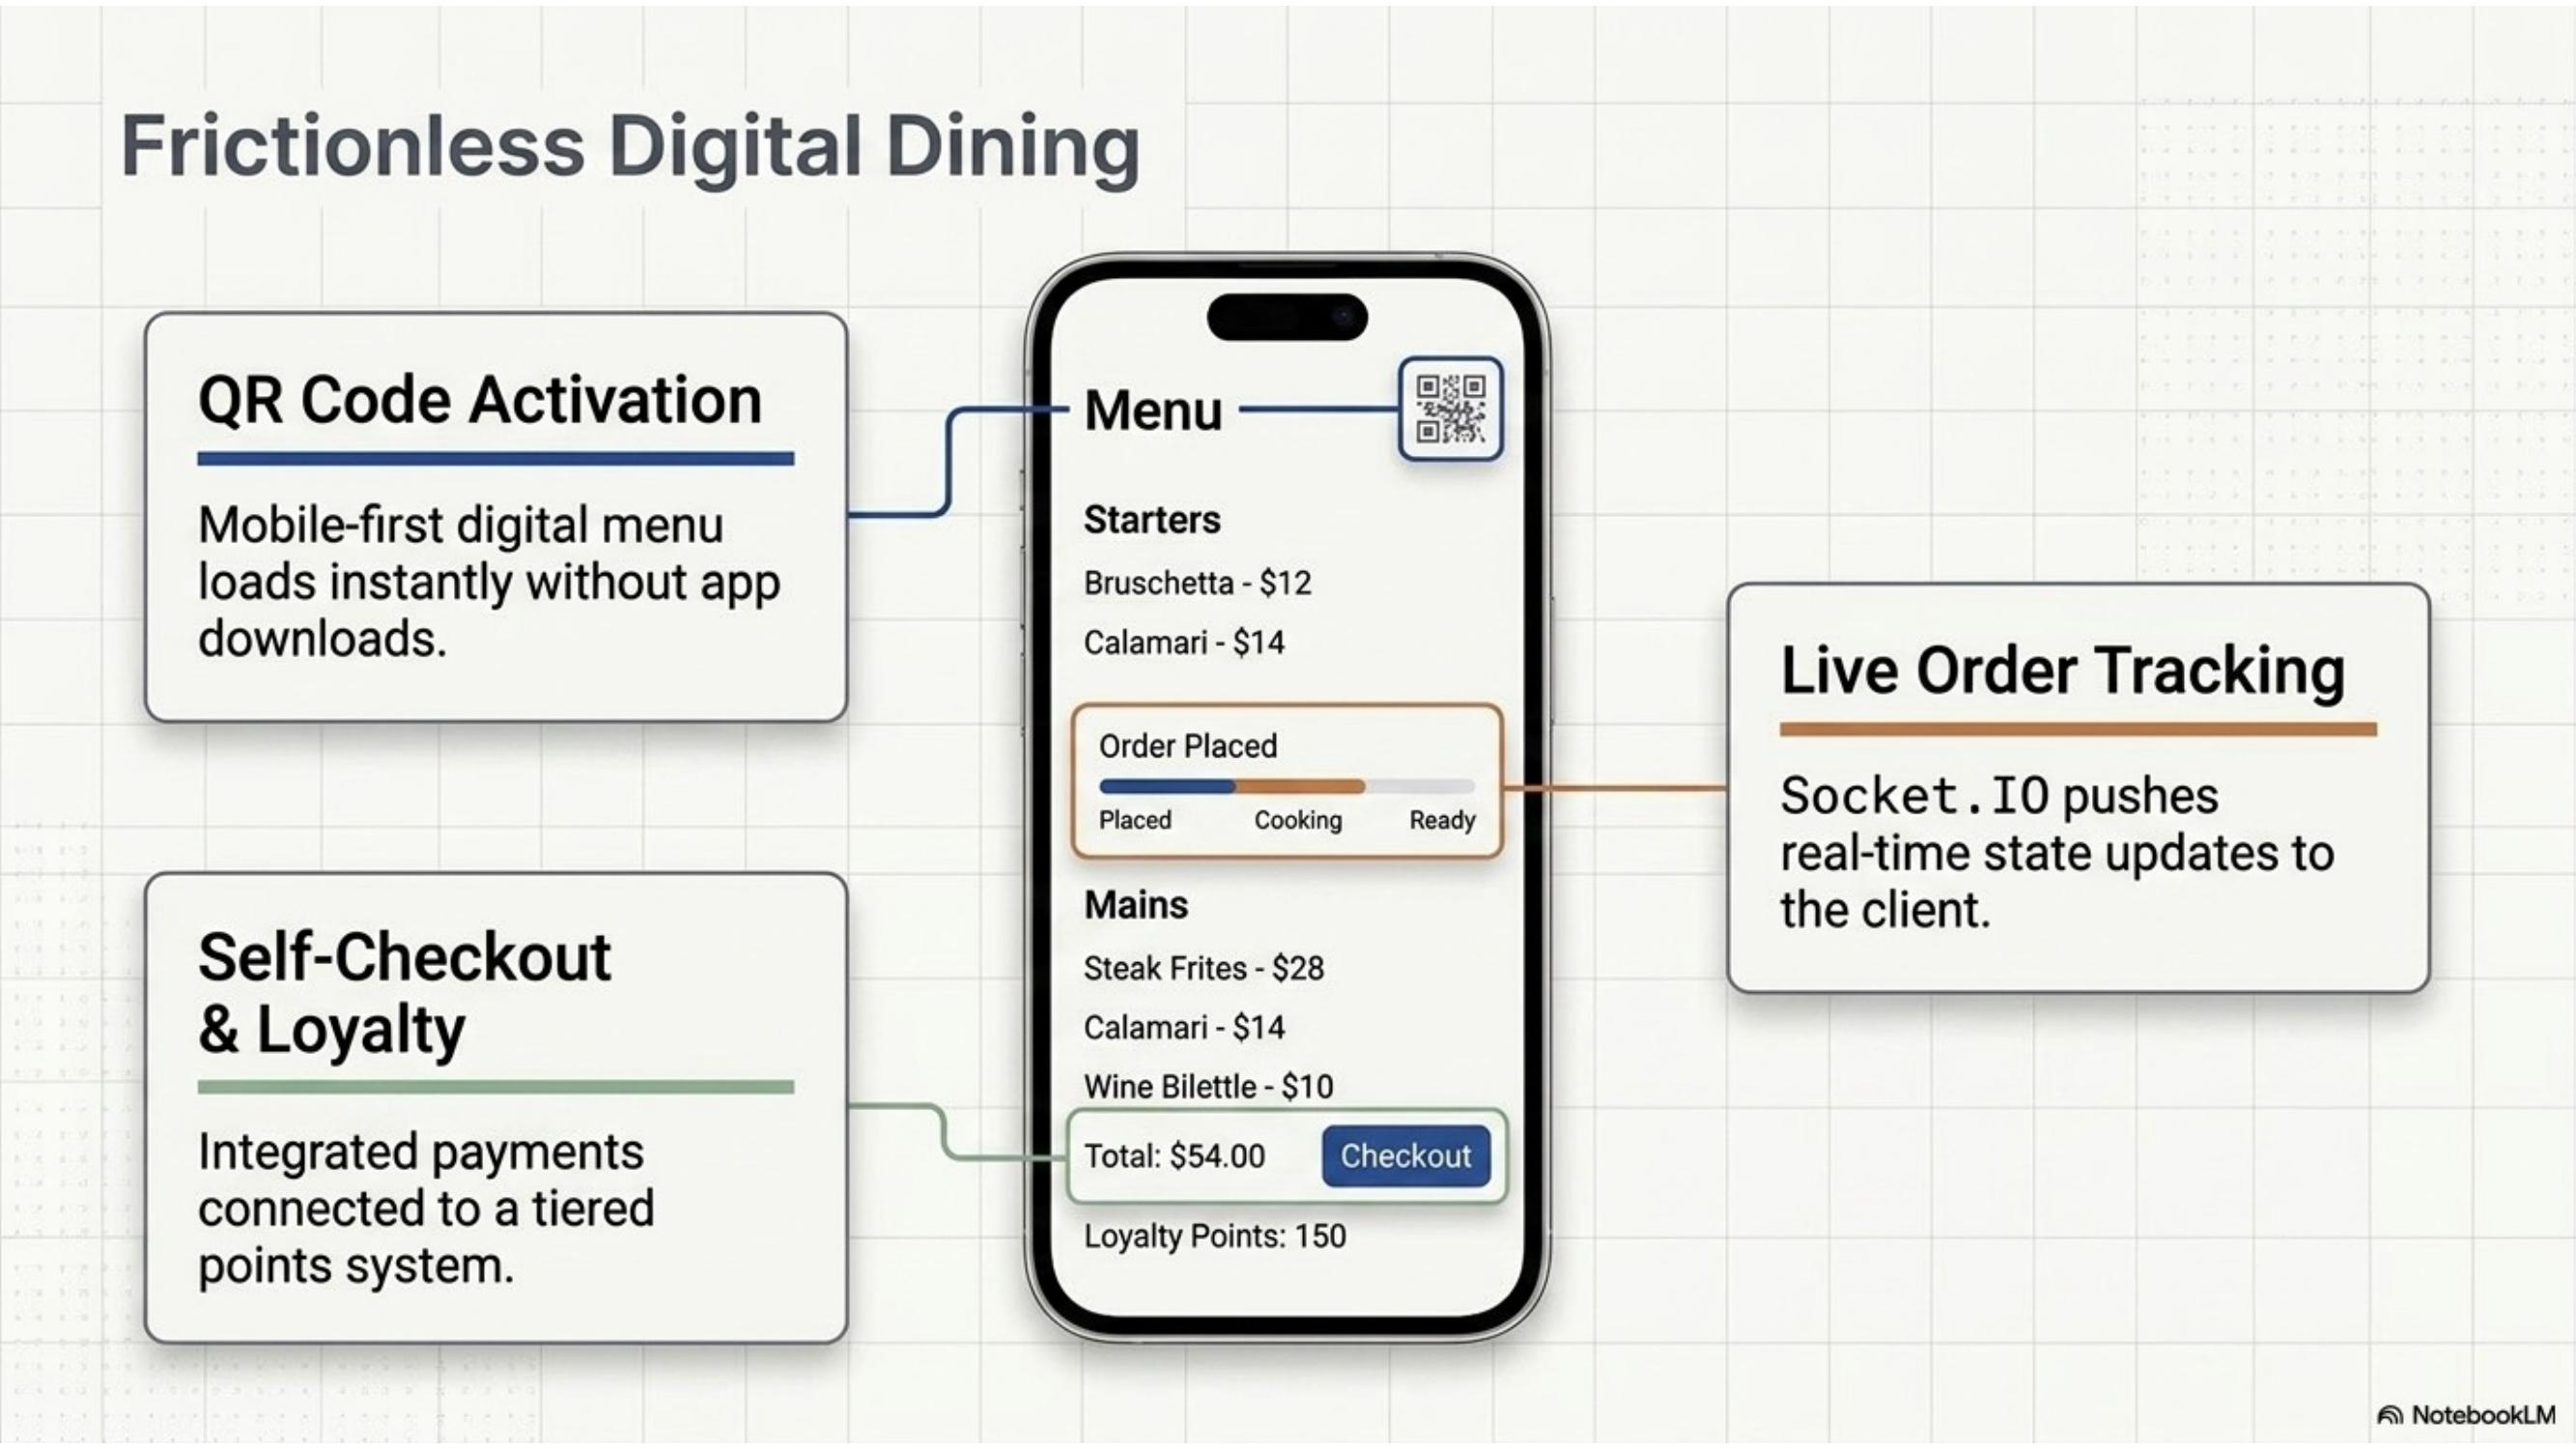 Frictionless Digital Dining
QR Code Activation
Mobile-first digital menu
loads instantly without app
downloads.
Self-Checkout
& Loyalty
Integrated payments
connected to a tiered
points system.
Menu
Starters
Bruschetta - $12
Calamari - $14
Order Placed
Placed Cooking Ready
Mains
Steak Frites - $28
Calamari - $14
Wine Bilettle - $10
Total: $54.00 Checkout
Loyalty Points: 150
Live Order Tracking
Socket.IO pushes
real-time state updates to
the client.
NotebookLM